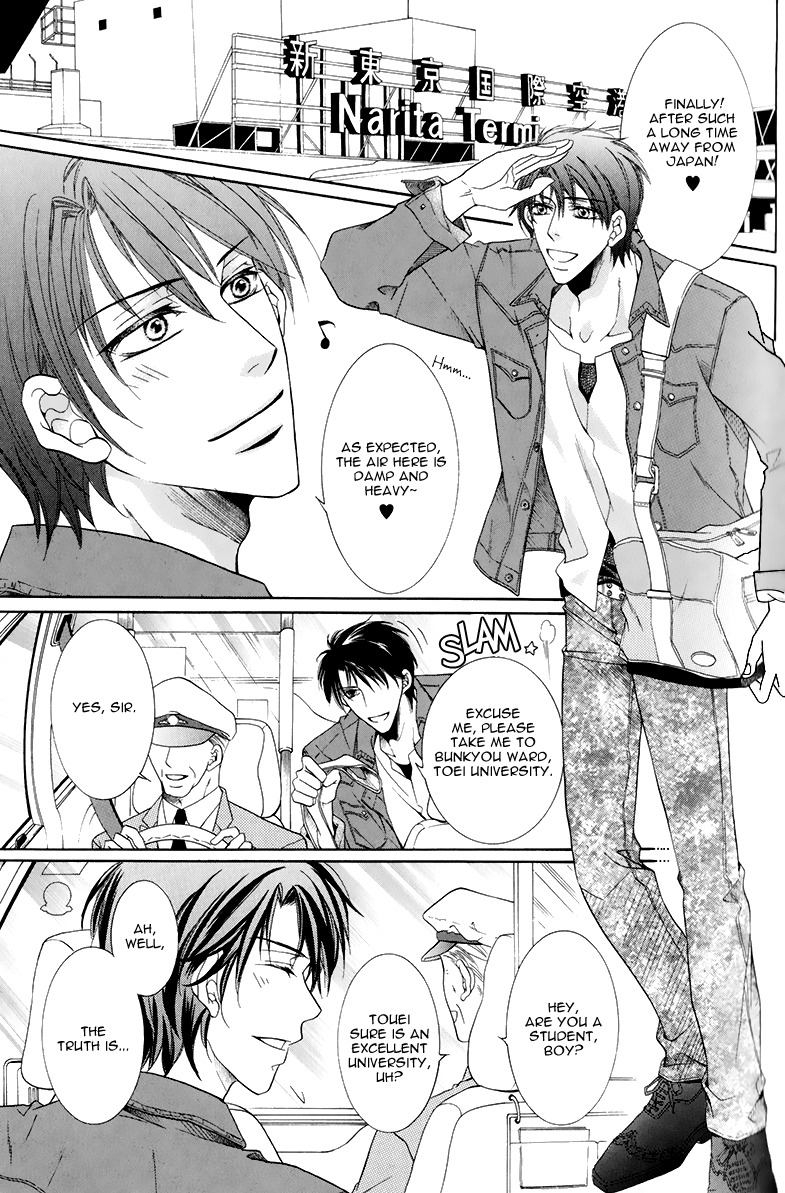 新東京国際空港
Narita Termi
FINALLY!
AFTER SUCH
A LONG TIME
AWAY FROM
JAPAN!
♥
Hmm...
AS EXPECTED,
THE AIR HERE IS
DAMP AND
HEAVY~
♥
SLAM
EXCUSE
ME, PLEASE
TAKE ME TO
BUNKYOU WARD,
TOEI UNIVERSITY.
YES, SIR.
HEY,
ARE YOU A
STUDENT,
BOY?
TOUEI
SURE IS AN
EXCELLENT
UNIVERSITY,
UH?
AH,
WELL,
THE
TRUTH IS...